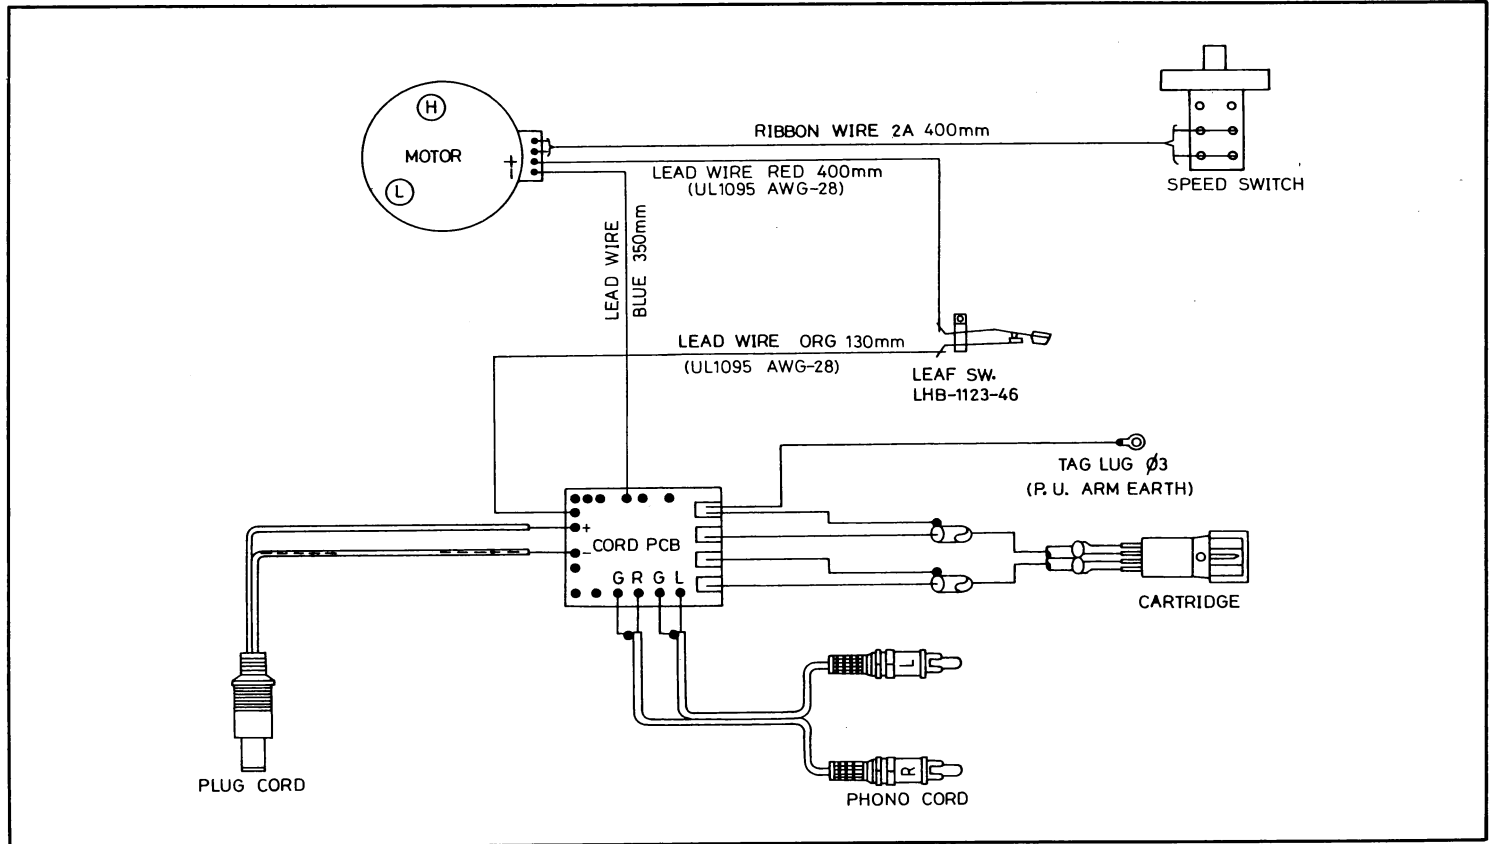 H
MOTOR
L
+
−
RIBBON WIRE 2A 400mm
SPEED SWITCH
LEAD WIRE RED 400mm
(UL1095 AWG-28)
LEAD WIRE
BLUE 350mm
LEAD WIRE ORG 130mm
(UL1095 AWG-28)
LEAF SW.
LHB-1123-46
TAG LUG Ø3
(P. U. ARM EARTH)
+
CORD PCB
−
G R G L
CARTRIDGE
L
PLUG CORD
R
PHONO CORD